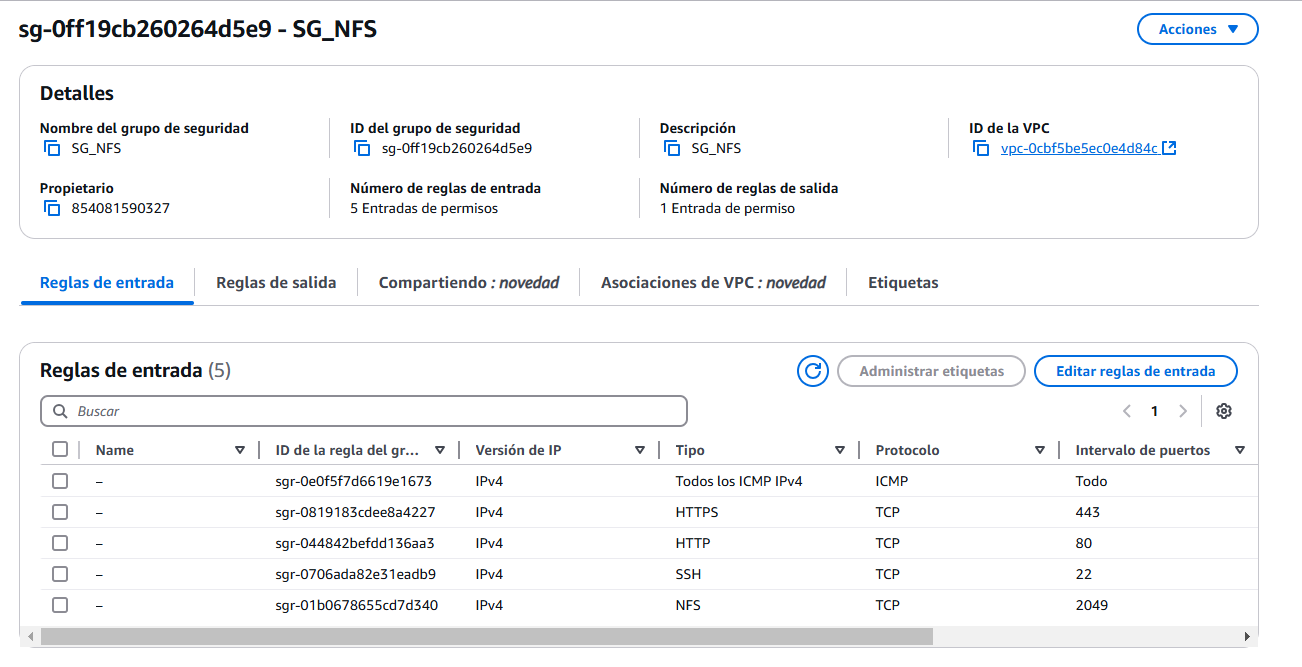 sg-0ff19cb260264d5e9 - SG_NFS
Acciones
Detalles
Nombre del grupo de seguridad
SG_NFS
ID del grupo de seguridad
sg-0ff19cb260264d5e9
Descripción
SG_NFS
ID de la VPC
vpc-0cbf5be5ec0e4d84c
Propietario
854081590327
Número de reglas de entrada
5 Entradas de permisos
Número de reglas de salida
1 Entrada de permiso
Reglas de entrada
Reglas de salida
Compartiendo : novedad
Asociaciones de VPC : novedad
Etiquetas
Reglas de entrada (5)
Administrar etiquetas
Editar reglas de entrada
Buscar
1
Name ID de la regla del gr... Versión de IP Tipo Protocolo Intervalo de puertos
– sgr-0e0f5f7d6619e1673 IPv4 Todos los ICMP IPv4 ICMP Todo
– sgr-0819183cdee8a4227 IPv4 HTTPS TCP 443
– sgr-044842befdd136aa3 IPv4 HTTP TCP 80
– sgr-0706ada82e31eadb9 IPv4 SSH TCP 22
– sgr-01b0678655cd7d340 IPv4 NFS TCP 2049